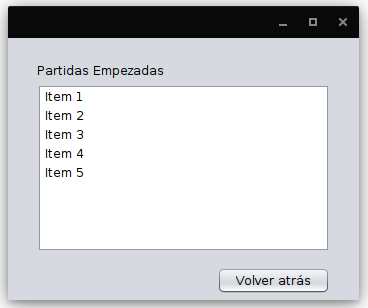 Partidas Empezadas
Item 1
Item 2
Item 3
Item 4
Item 5
Volver atrás